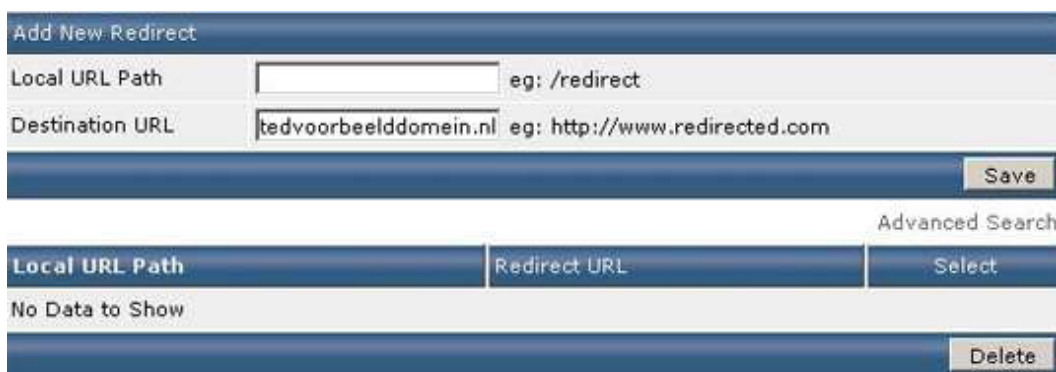 Add New Redirect
Local URL Path eg: /redirect
Destination URL tedvoorbeelddomein.nl eg: http://www.redirected.com
Save
Advanced Search
Local URL Path Redirect URL Select
No Data to Show
Delete